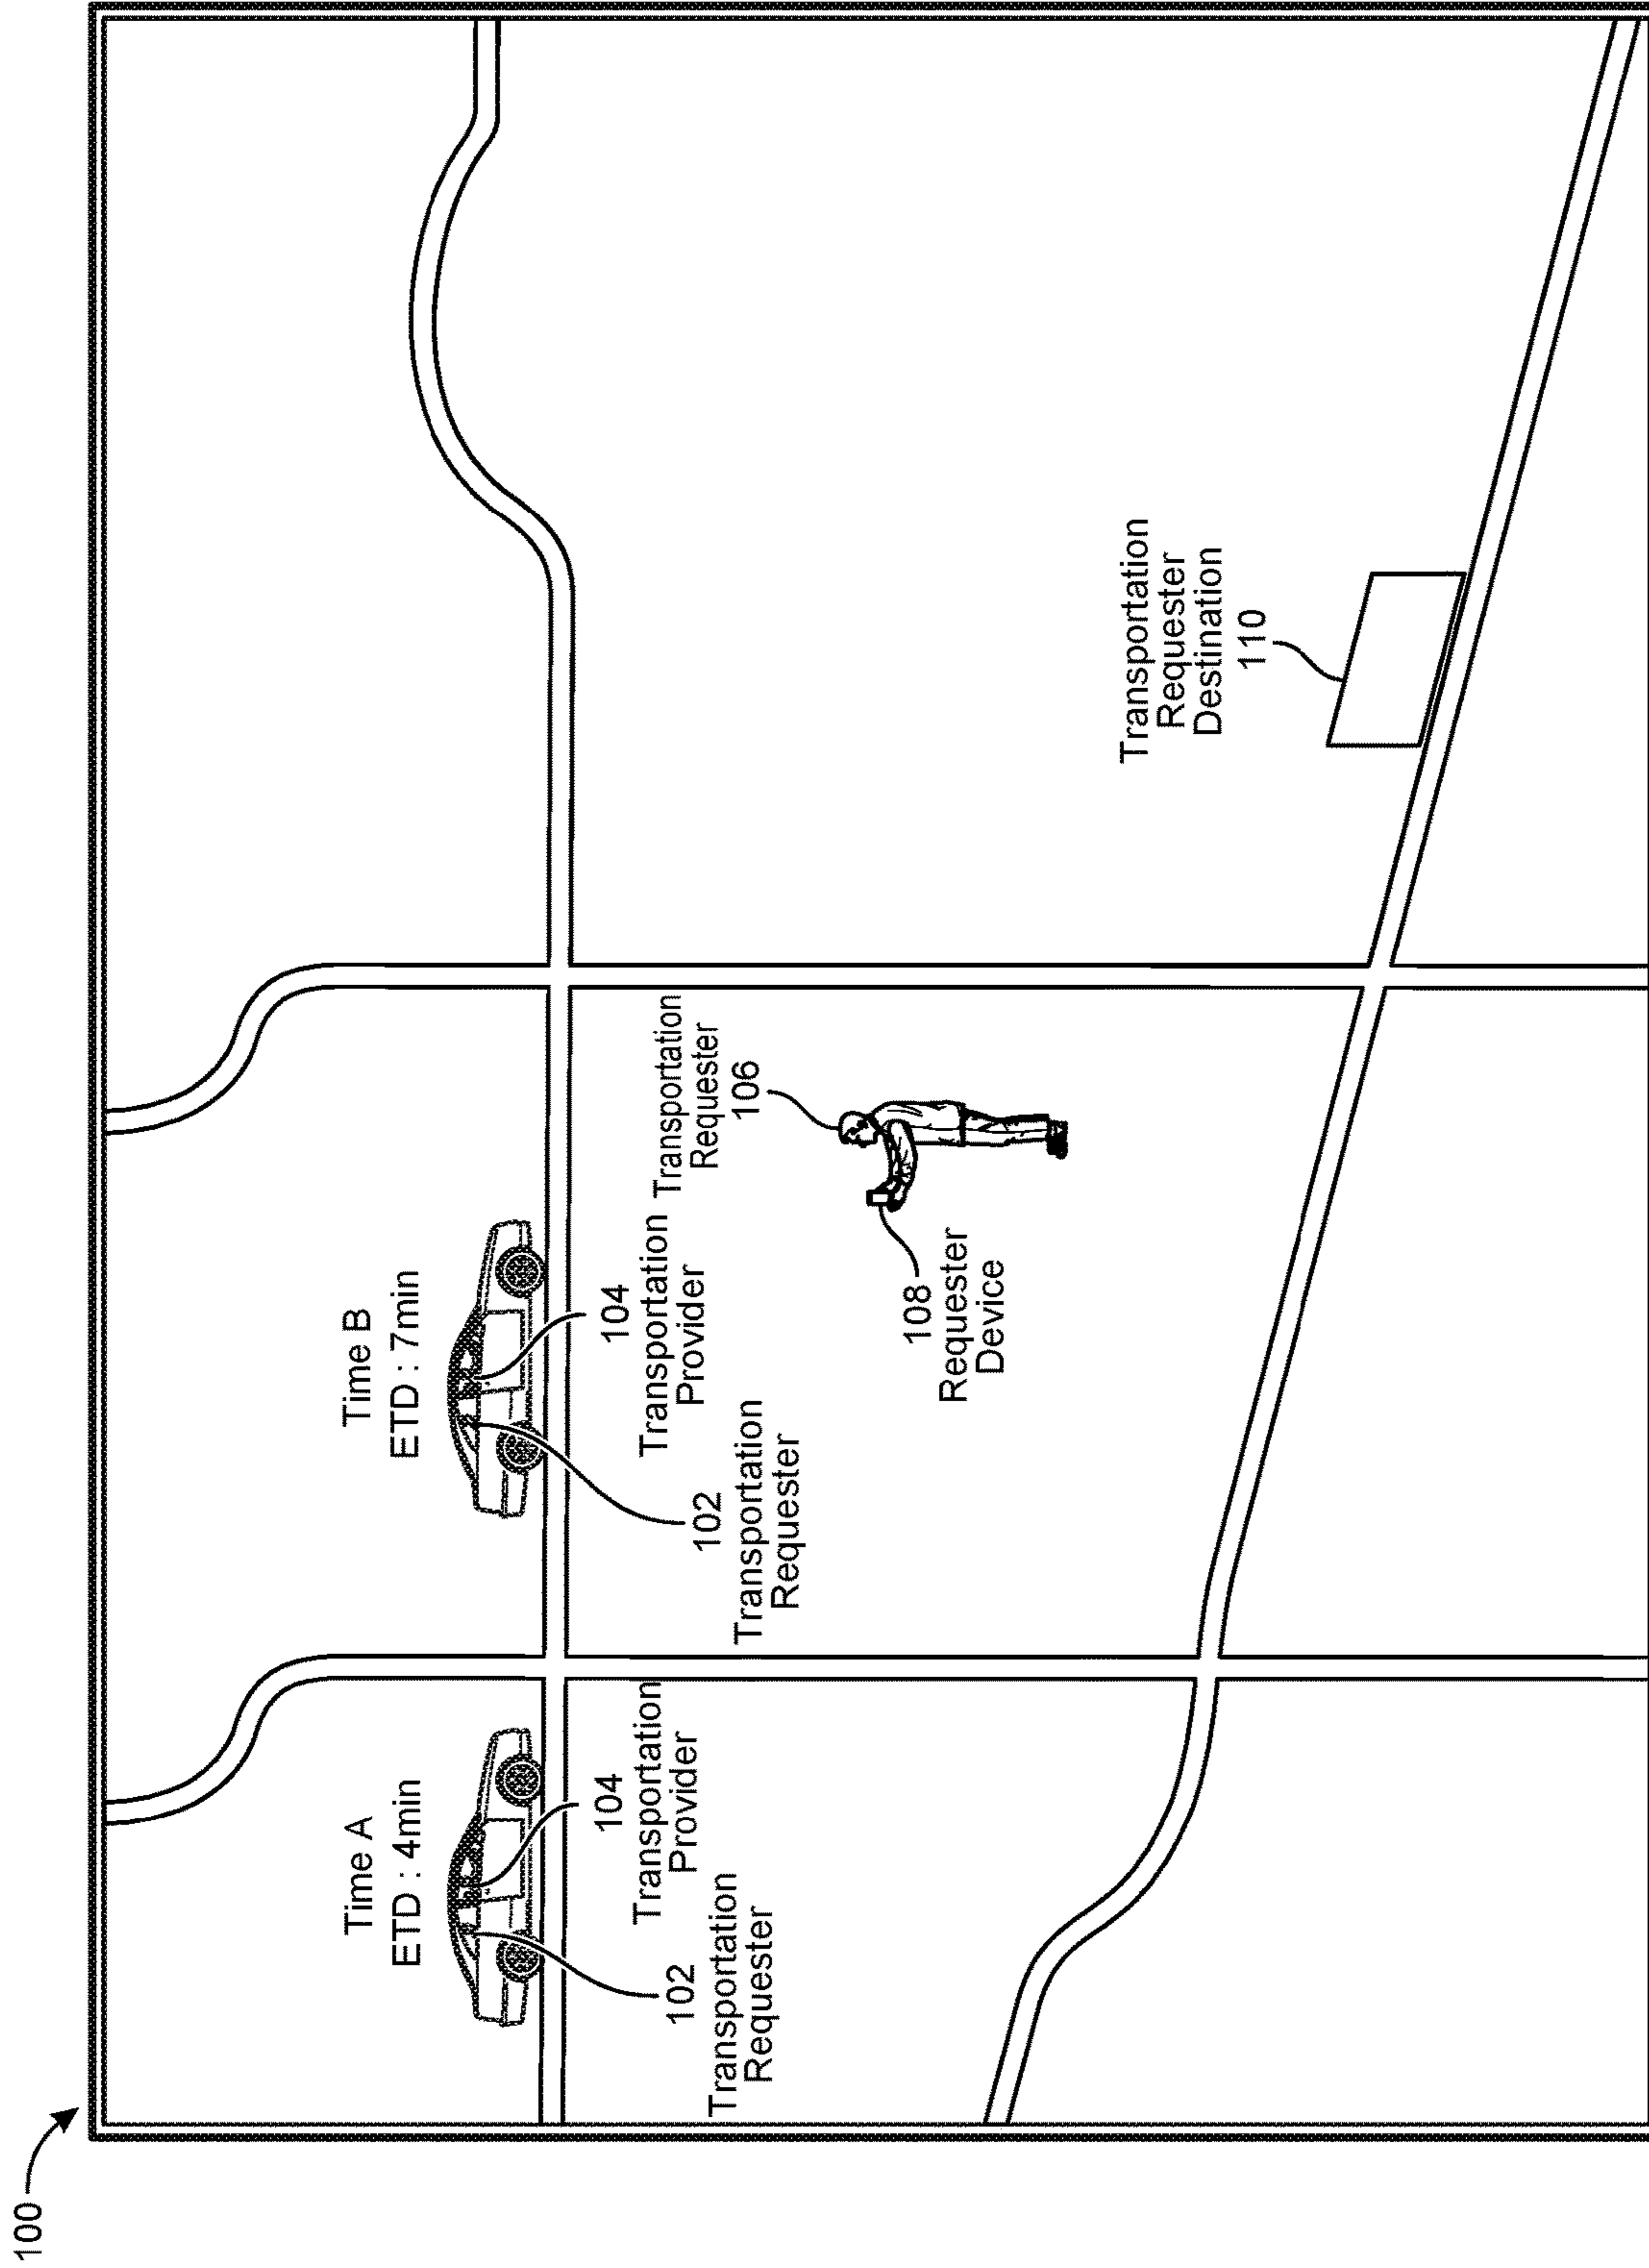 100
Time A
ETD : 4min
104
Transportation
Provider
102
Transportation
Requester
Time B
ETD : 7min
104
Transportation
Provider
102
Transportation
Requester
Transportation
Requester
106
108
Requester
Device
Transportation
Requester
Destination
110